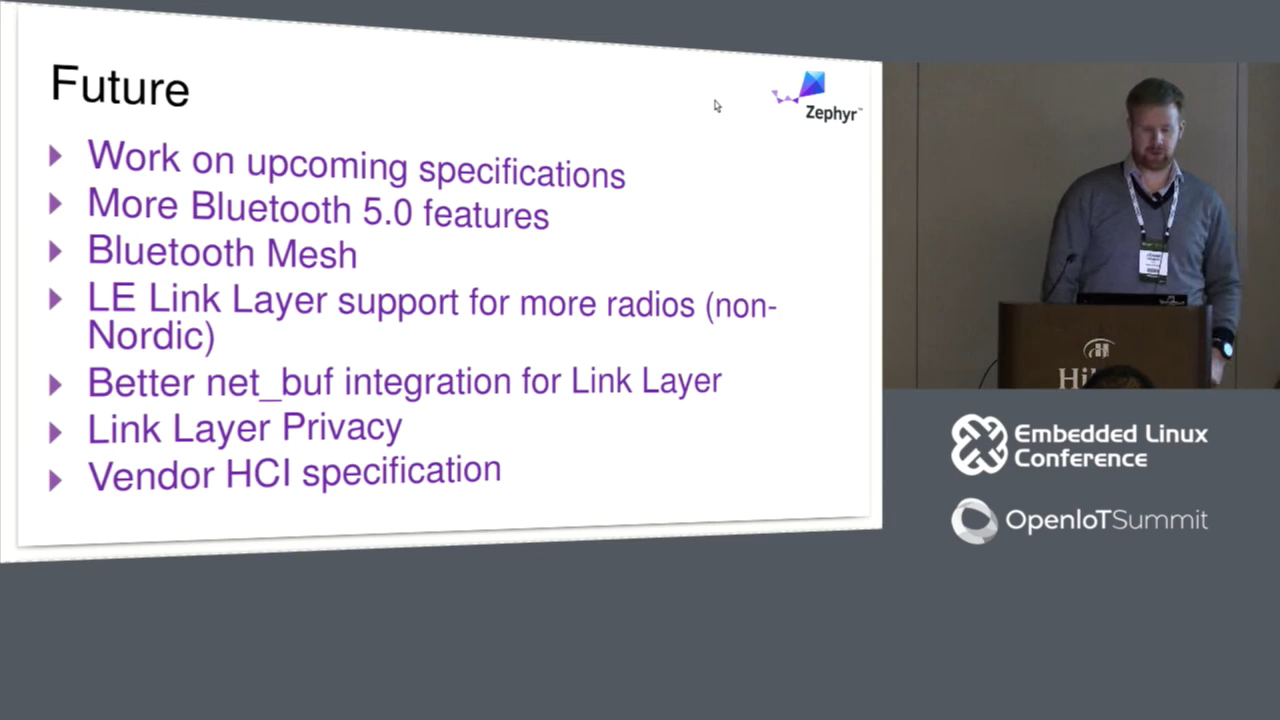 Future
Zephyr™
Work on upcoming specifications
More Bluetooth 5.0 features
Bluetooth Mesh
LE Link Layer support for more radios (non-
Nordic)
Better net_buf integration for Link Layer
Link Layer Privacy
Vendor HCI specification
Embedded Linux
Conference
OpenIoTSummit